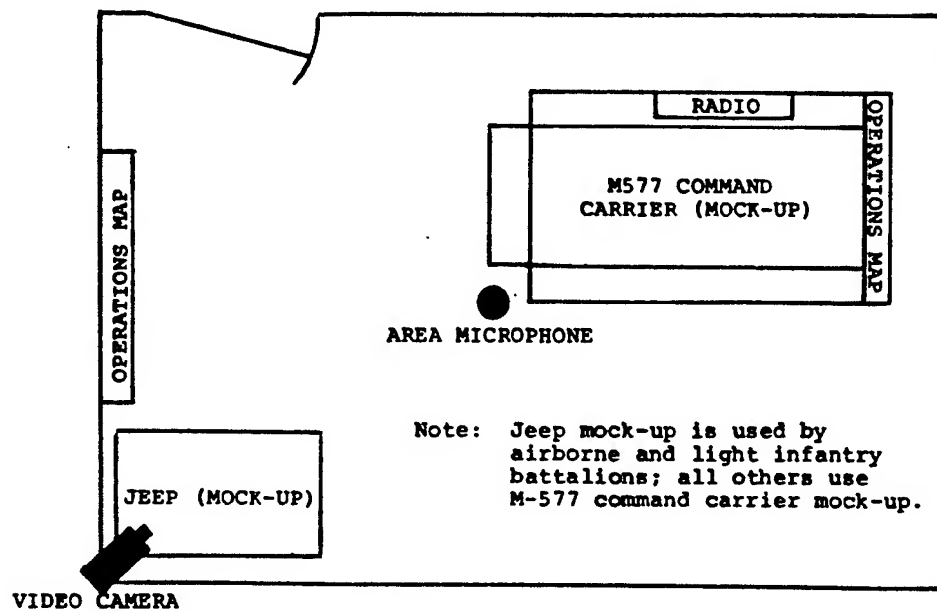 RADIO
OPERATIONS MAP
M577 COMMAND
CARRIER (MOCK-UP)
OPERATIONS MAP
AREA MICROPHONE
Note: Jeep mock-up is used by
airborne and light infantry
battalions; all others use
M-577 command carrier mock-up.
JEEP (MOCK-UP)
VIDEO CAMERA